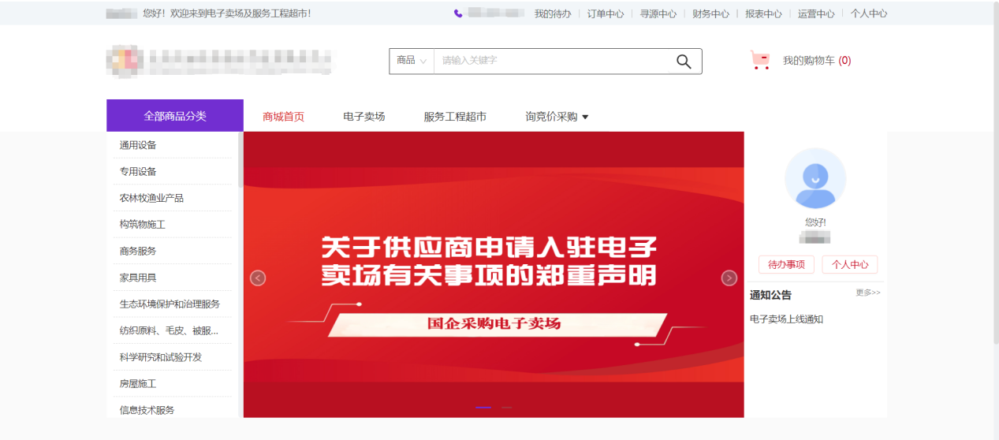 您好！欢迎来到电子卖场及服务工程超市！
我的待办
订单中心
寻源中心
财务中心
报表中心
运营中心
个人中心
商品
请输入关键字
我的购物车 (0)
全部商品分类
商城首页
电子卖场
服务工程超市
询竞价采购
通用设备
专用设备
农林牧渔业产品
构筑物施工
商务服务
家具用具
生态环境保护和治理服务
纺织原料、毛皮、被服...
科学研究和试验开发
房屋施工
信息技术服务
关于供应商申请入驻电子
卖场有关事项的郑重声明
国企采购电子卖场
您好!
待办事项
个人中心
通知公告
更多>>
电子卖场上线通知